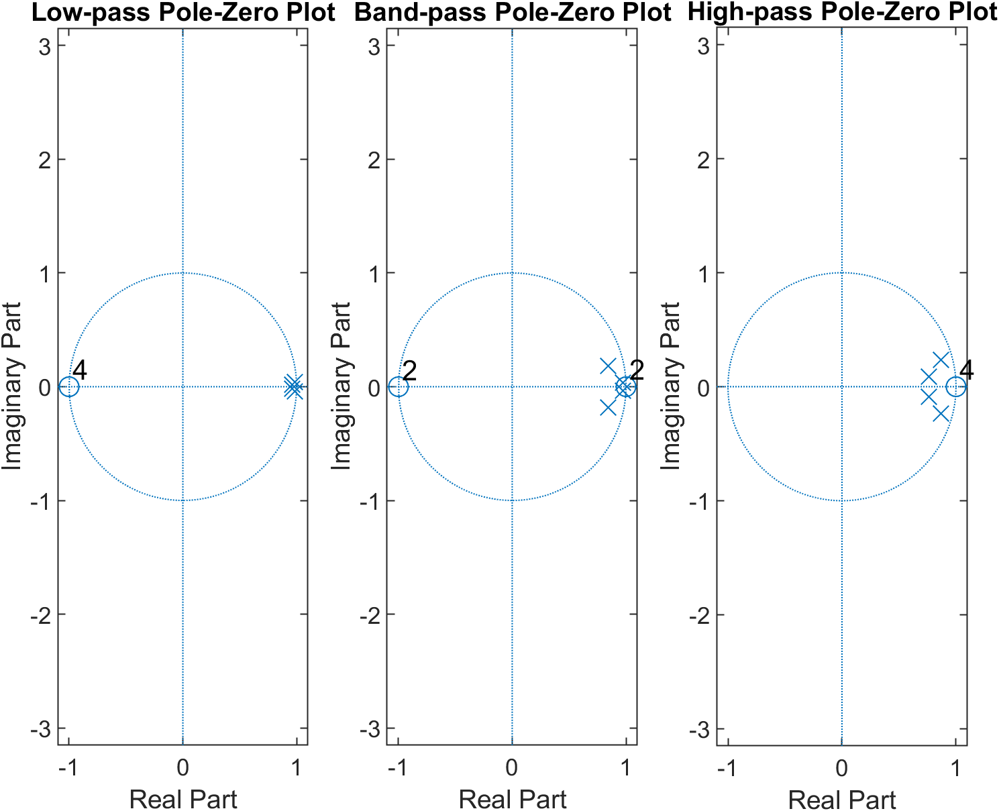 Low-pass Pole-Zero Plot
3
2
1
0
-1
-2
-3
4
-1 0 1
Real Part
Imaginary Part
Band-pass Pole-Zero Plot
3
2
1
0
-1
-2
-3
2
2
-1 0 1
Real Part
Imaginary Part
High-pass Pole-Zero Plot
3
2
1
0
-1
-2
-3
4
-1 0 1
Real Part
Imaginary Part